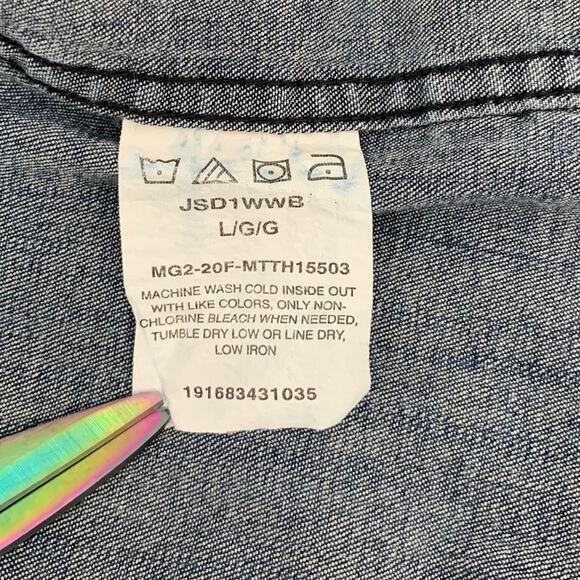 JSD1WWB
L/G/G
MG2-20F-MTTH15503
MACHINE WASH COLD INSIDE OUT
WITH LIKE COLORS, ONLY NON-
CHLORINE BLEACH WHEN NEEDED,
TUMBLE DRY LOW OR LINE DRY,
LOW IRON
191683431035